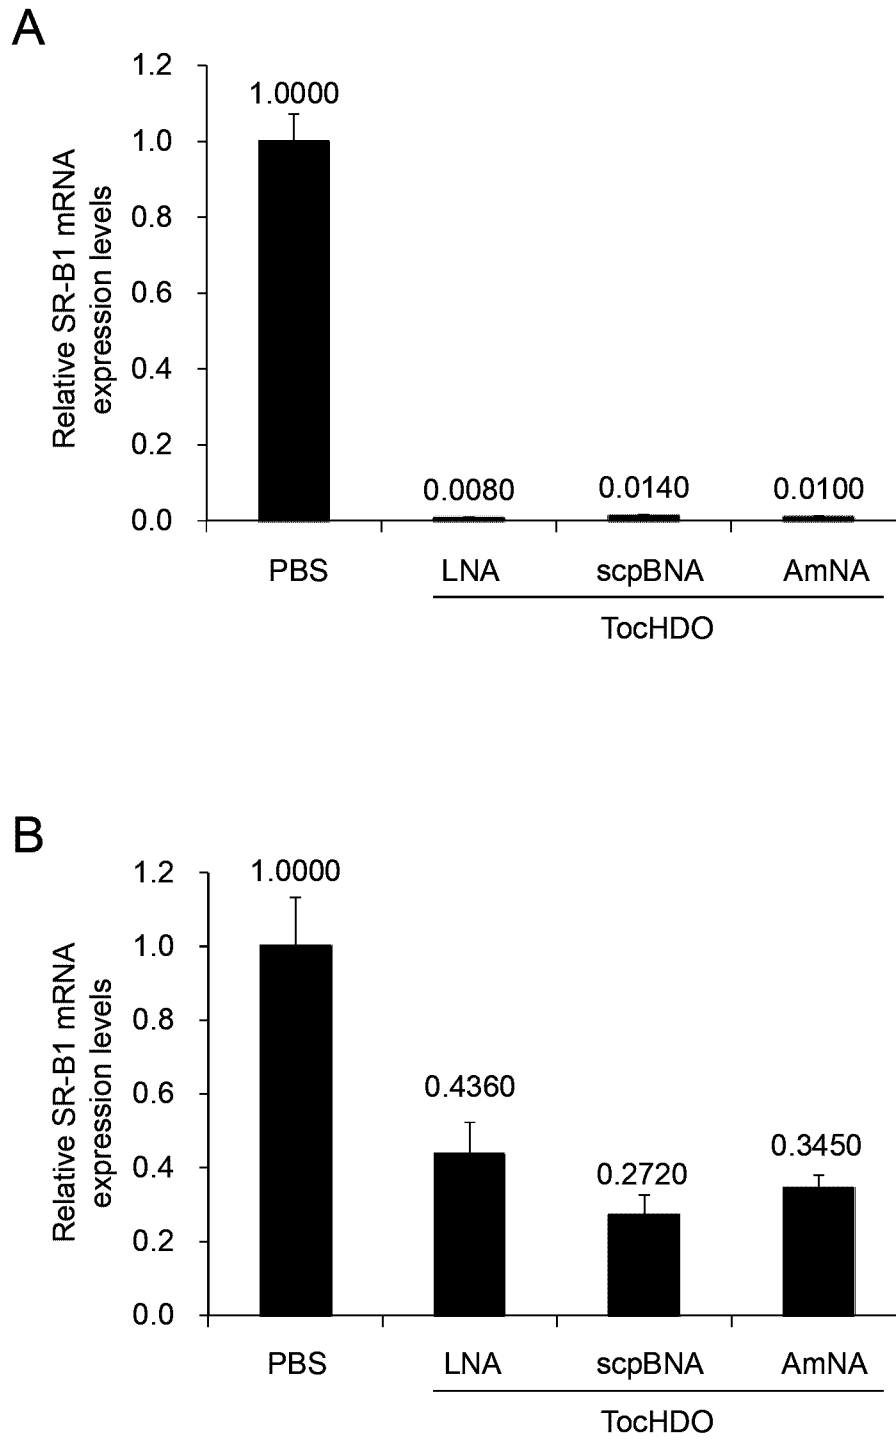 A
Relative SR-B1 mRNA
expression levels
1.2
1.0
0.8
0.6
0.4
0.2
0.0
1.0000
0.0080
0.0140
0.0100
PBS
LNA
scpBNA
AmNA
TocHDO
B
Relative SR-B1 mRNA
expression levels
1.2
1.0
0.8
0.6
0.4
0.2
0.0
1.0000
0.4360
0.2720
0.3450
PBS
LNA
scpBNA
AmNA
TocHDO